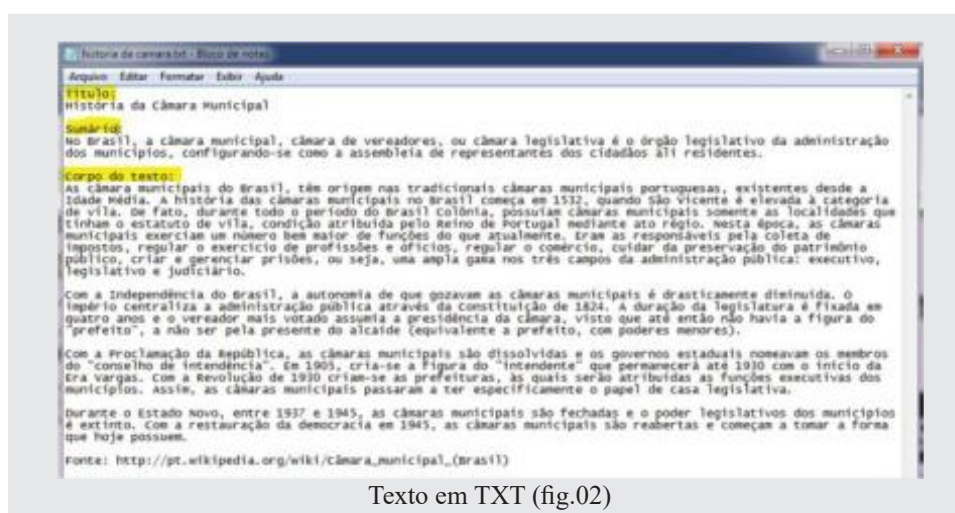 historia de camara.txt - Bloco de notas
Arquivo Editar Formatar Exibir Ajuda
Título:
História da Câmara Municipal
Sumário:
No Brasil, a câmara municipal, câmara de vereadores, ou câmara legislativa é o órgão legislativo da administração
dos municípios, configurando-se como a assembleia de representantes dos cidadãos ali residentes.
Corpo do texto:
As câmara municipais do Brasil, têm origem nas tradicionais câmaras municipais portuguesas, existentes desde a
Idade Média. A história das câmaras municipais no Brasil começa em 1532, quando São Vicente é elevada à categoria
de vila. De fato, durante todo o período do Brasil Colônia, possuíam câmaras municipais somente as localidades que
tinham o estatuto de vila, condição atribuída pelo Reino de Portugal mediante ato régio. Nesta época, as câmaras
municipais exerciam um número bem maior de funções do que atualmente. Eram as responsáveis pela coleta de
impostos, regular o exercício de profissões e ofícios, regular o comércio, cuidar da preservação do patrimônio
público, criar e gerenciar prisões, ou seja, uma ampla gama nos três campos da administração pública: executivo,
legislativo e judiciário.
Com a Independência do Brasil, a autonomia de que gozavam as câmaras municipais é drasticamente diminuída. O
império centraliza a administração pública através da Constituição de 1824. A duração da legislatura é fixada em
quatro anos e o vereador mais votado assumia a presidência da câmara, visto que até então não havia a figura do
"prefeito", a não ser pela presente do alcaide (equivalente a prefeito, com poderes menores).
Com a Proclamação da República, as câmaras municipais são dissolvidas e os governos estaduais nomeavam os membros
do "conselho de intendência". Em 1905, cria-se a figura do "intendente" que permanecerá até 1930 com o início da
Era Vargas. Com a Revolução de 1930 criam-se as prefeituras, às quais serão atribuídas as funções executivas dos
municípios. Assim, as câmaras municipais passaram a ter especificamente o papel de casa legislativa.
Durante o Estado Novo, entre 1937 e 1945, as câmaras municipais são fechadas e o poder legislativos dos municípios
é extinto. Com a restauração da democracia em 1945, as câmaras municipais são reabertas e começam a tomar a forma
que hoje possuem.
Fonte: http://pt.wikipedia.org/wiki/Câmara_municipal_(Brasil)
Texto em TXT (fig.02)